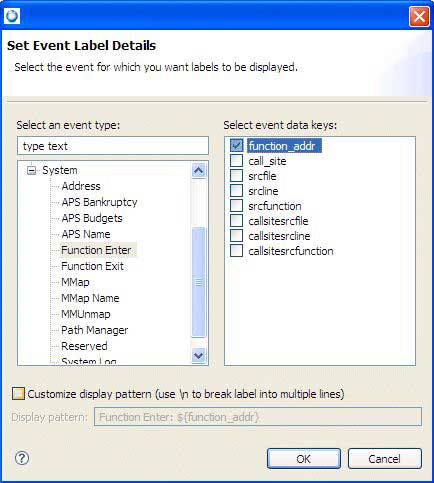 Set Event Label Details
Select the event for which you want labels to be displayed.
Select an event type:
type text
System
Address
APS Bankruptcy
APS Budgets
APS Name
Function Enter
Function Exit
MMap
MMap Name
MMUnmap
Path Manager
Reserved
System Log
Select event data keys:
function_addr
call_site
srcfile
srcline
srcfunction
callsitesrcfile
callsitesrcline
callsitesrcfunction
Customize display pattern (use \n to break label into multiple lines)
Display pattern: Function Enter: ${function_addr}
?
OK Cancel